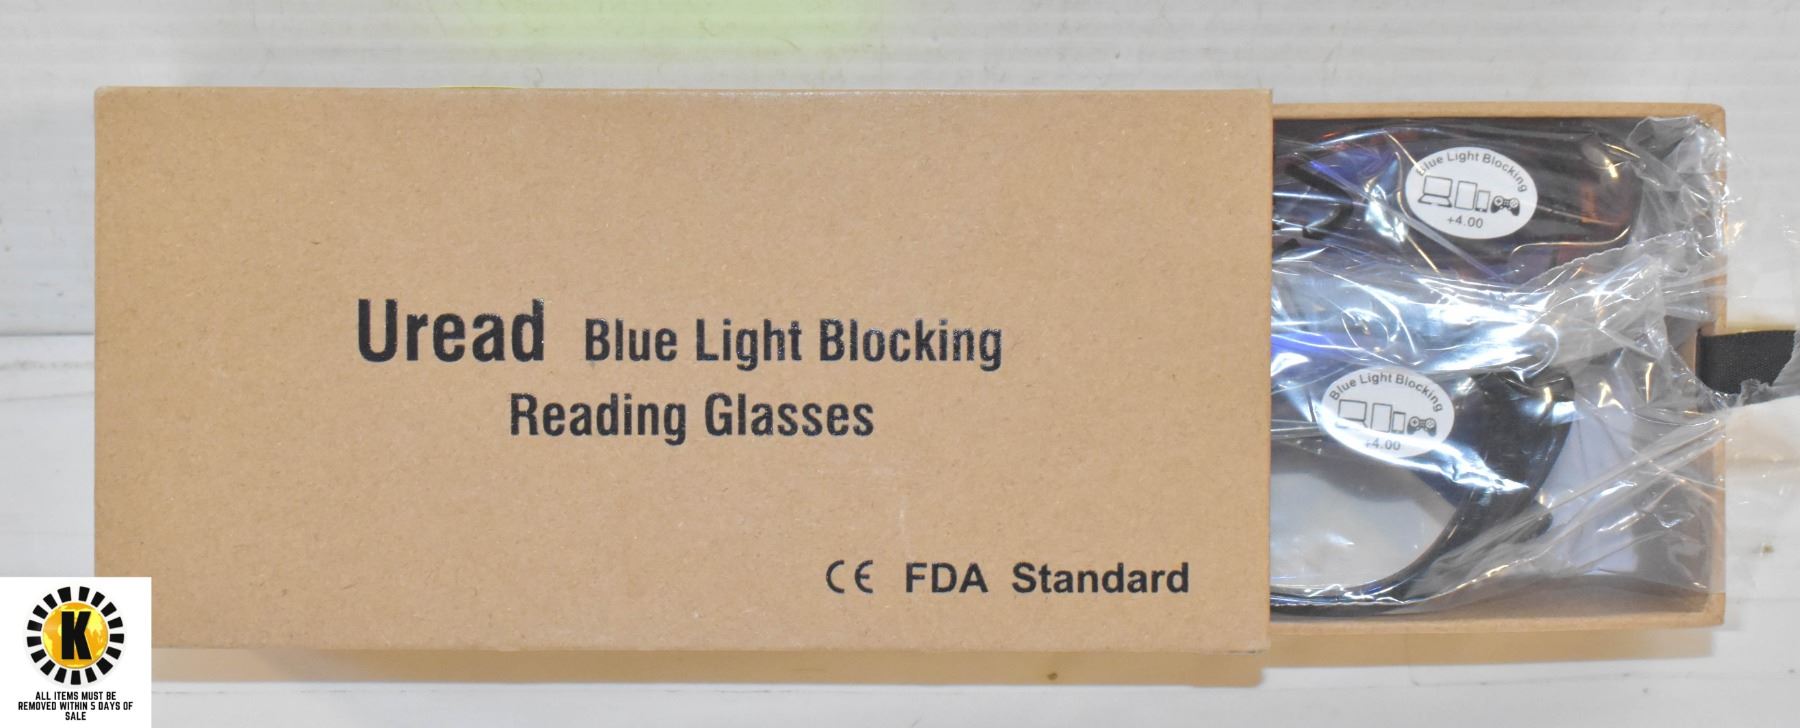 Uread Blue Light Blocking
Reading Glasses
CE FDA Standard
Blue Light Blocking
+4.00
Blue Light Blocking
+4.00
K
ALL ITEMS MUST BE
REMOVED WITHIN 5 DAYS OF
SALE